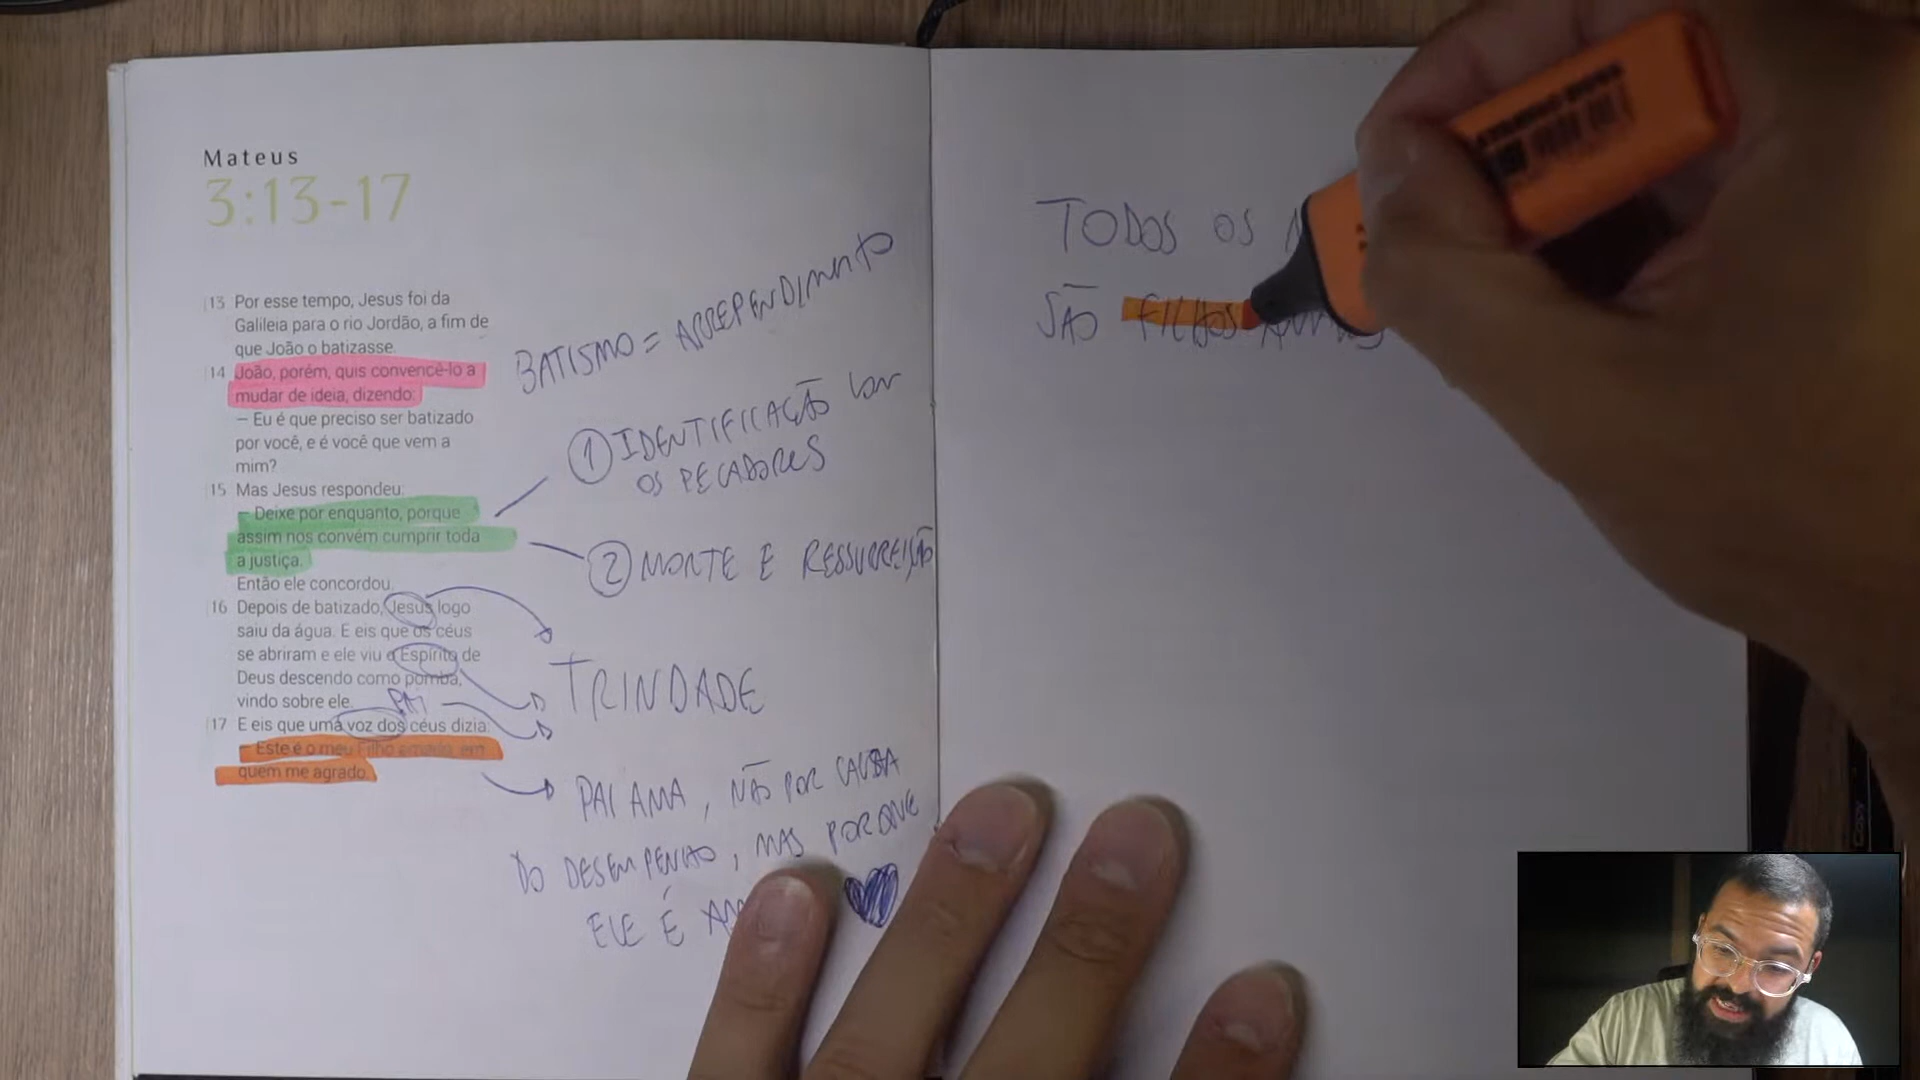 Mateus
3:13-17
13 Por esse tempo, Jesus foi da
Galileia para o rio Jordão, a fim de
que João o batizasse.
14 João, porém, quis convencê-lo a
mudar de ideia, dizendo:
– Eu é que preciso ser batizado
por você, e é você que vem a
mim?
15 Mas Jesus respondeu:
– Deixe por enquanto, porque
assim nos convém cumprir toda
a justiça.
Então ele concordou.
16 Depois de batizado, Jesus logo
saiu da água. E eis que os céus
se abriram e ele viu o Espírito de
Deus descendo como pomba,
vindo sobre ele.
PAI
17 E eis que uma voz dos céus dizia:
– Este é o meu Filho amado, em
quem me agrado.
BATISMO = ARREPENDIMENTO
1 IDENTIFICAÇÃO com
OS PECADORES
2 MORTE E RESSURREIÇÃO
TRINDADE
PAI AMA, NÃO POR CAUSA
DO DESEMPENHO, MAS PORQUE
ELE É
TODOS OS
SÃO FILHOS